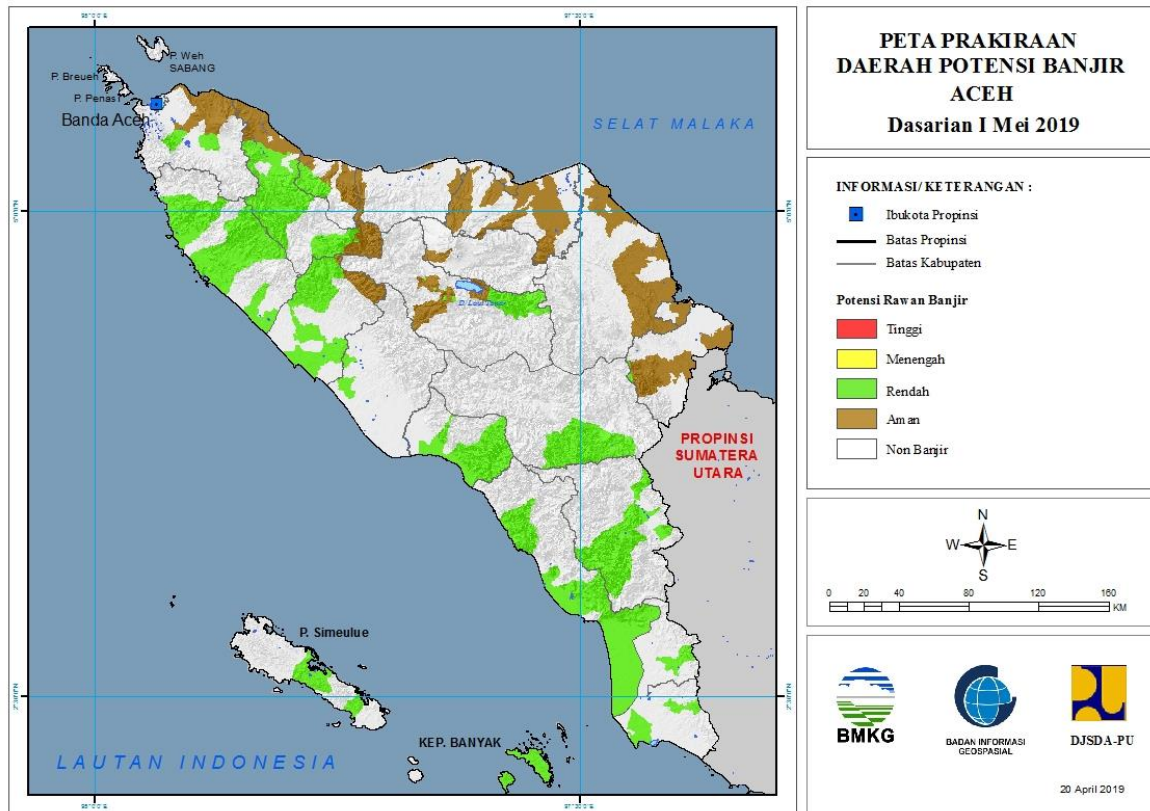 P. Weh
SABANG
P. Breueh
P. Penasi
Banda Aceh
SELAT MALAKA
PROPINSI
SUMATERA
UTARA
P. Simeulue
KEP. BANYAK
LAUTAN INDONESIA
PETA PRAKIRAAN
DAERAH POTENSI BANJIR
ACEH
Dasarian I Mei 2019
INFORMASI/ KETERANGAN :
Ibukota Propinsi
Batas Propinsi
Batas Kabupaten
Potensi Rawan Banjir
Tinggi
Menengah
Rendah
Aman
Non Banjir
N
W E
S
0 20 40 80 120 160
KM
BMKG
BADAN INFORMASI
GEOSPASIAL
DJSDA-PU
20 April 2019